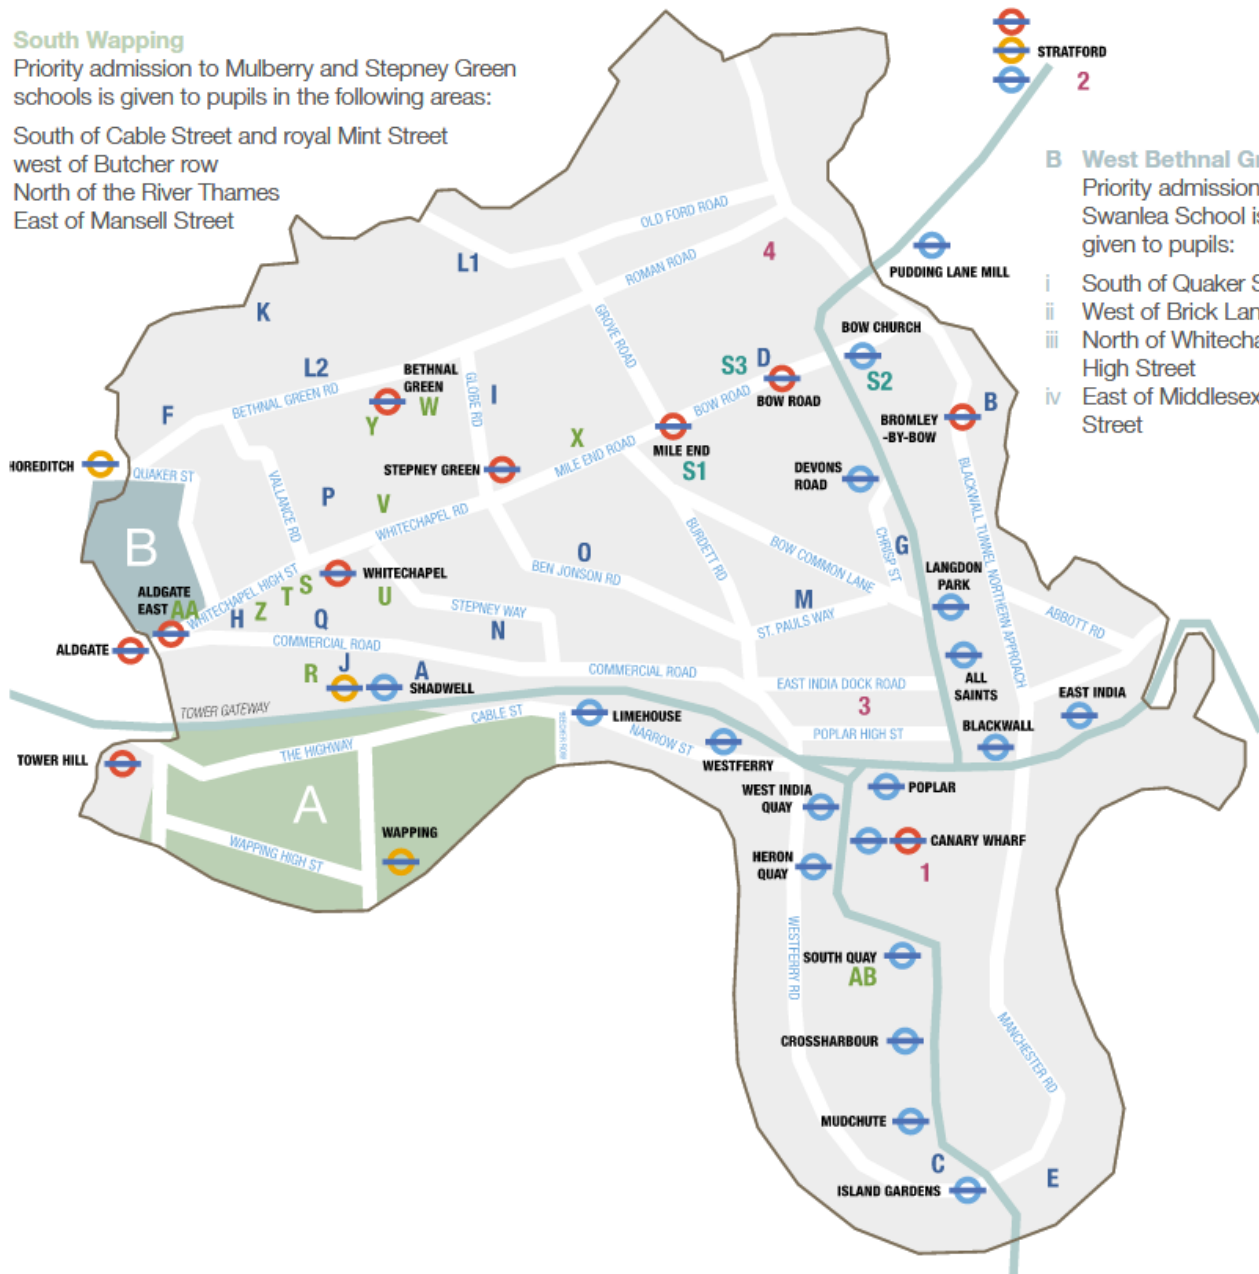 South Wapping
Priority admission to Mulberry and Stepney Green
schools is given to pupils in the following areas:
South of Cable Street and royal Mint Street
west of Butcher row
North of the River Thames
East of Mansell Street
STRATFORD
2
B West Bethnal Gr
Priority admission
Swanlea School is
given to pupils:
i South of Quaker S
ii West of Brick Lan
iii North of Whitecha
High Street
iv East of Middlesex
Street
OLD FORD ROAD
L1
4
ROMAN ROAD
PUDDING LANE MILL
K
GROVE ROAD
BOW CHURCH
L2
BETHNAL
GREEN
S3
D
S2
GLOBE RD
I
BETHNAL GREEN RD
W
BOW ROAD
BOW ROAD
B
F
Y
BROMLEY
-BY-BOW
X
MILE END
MILE END ROAD
HOREDITCH
QUAKER ST
STEPNEY GREEN
S1
DEVONS
ROAD
VALLANCE RD
P
V
BLACKWALL TUNNEL NORTHERN APPROACH
WHITECHAPEL RD
BURDETT RD
B
O
BOW COMMON LANE
CHRISP ST
G
BEN JONSON RD
LANGDON
PARK
WHITECHAPEL
WHITECHAPEL HIGH ST
ALDGATE
EAST
AA
S
T
U
M
STEPNEY WAY
ST. PAULS WAY
ABBOTT RD
H
Z
Q
N
COMMERCIAL ROAD
ALDGATE
R
J
A
SHADWELL
COMMERCIAL ROAD
EAST INDIA DOCK ROAD
ALL
SAINTS
EAST INDIA
TOWER GATEWAY
CABLE ST
LIMEHOUSE
3
BLACKWALL
NARROW ST
POPLAR HIGH ST
THE HIGHWAY
WESTFERRY
TOWER HILL
WEST INDIA
QUAY
POPLAR
A
WAPPING
WAPPING HIGH ST
CANARY WHARF
HERON
QUAY
1
WESTFERRY RD
SOUTH QUAY
AB
CROSSHARBOUR
MANCHESTER RD
MUDCHUTE
C
E
ISLAND GARDENS